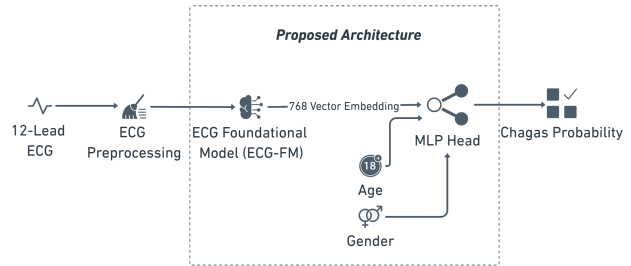 Proposed Architecture
768 Vector Embedding
12-Lead
ECG
ECG
Preprocessing
ECG Foundational
Model (ECG-FM)
MLP Head
Chagas Probability
18+
Age
Gender